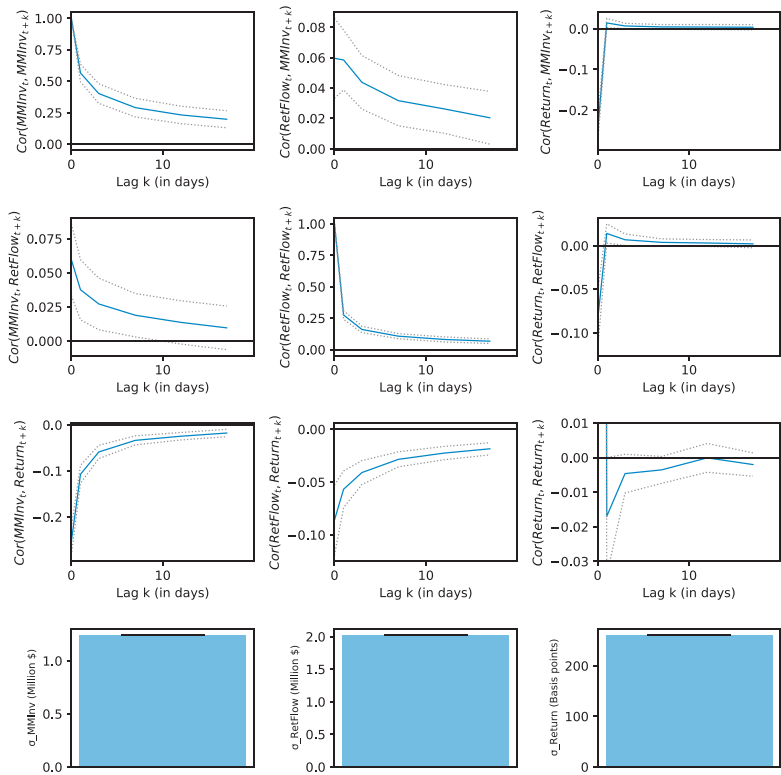 1.00
0.75
0.50
0.25
0.00
Cor(MMInv_t, MMInv_{t+k})
0 10
Lag k (in days)
0.08
0.06
0.04
0.02
0.00
Cor(RetFlow_t, MMInv_{t+k})
0 10
Lag k (in days)
0.0
−0.1
−0.2
Cor(Return_t, MMInv_{t+k})
0 10
Lag k (in days)
0.075
0.050
0.025
0.000
Cor(MMInv_t, RetFlow_{t+k})
0 10
Lag k (in days)
1.00
0.75
0.50
0.25
0.00
Cor(RetFlow_t, RetFlow_{t+k})
0 10
Lag k (in days)
0.00
−0.05
−0.10
Cor(Return_t, RetFlow_{t+k})
0 10
Lag k (in days)
0.0
−0.1
−0.2
Cor(MMInv_t, Return_{t+k})
0 10
Lag k (in days)
0.00
−0.05
−0.10
Cor(RetFlow_t, Return_{t+k})
0 10
Lag k (in days)
0.01
0.00
−0.01
−0.02
−0.03
Cor(Return_t, Return_{t+k})
0 10
Lag k (in days)
1.0
0.5
0.0
σ_MMInv (Million $)
2.0
1.5
1.0
0.5
0.0
σ_RetFlow (Million $)
200
100
0
σ_Return (Basis points)